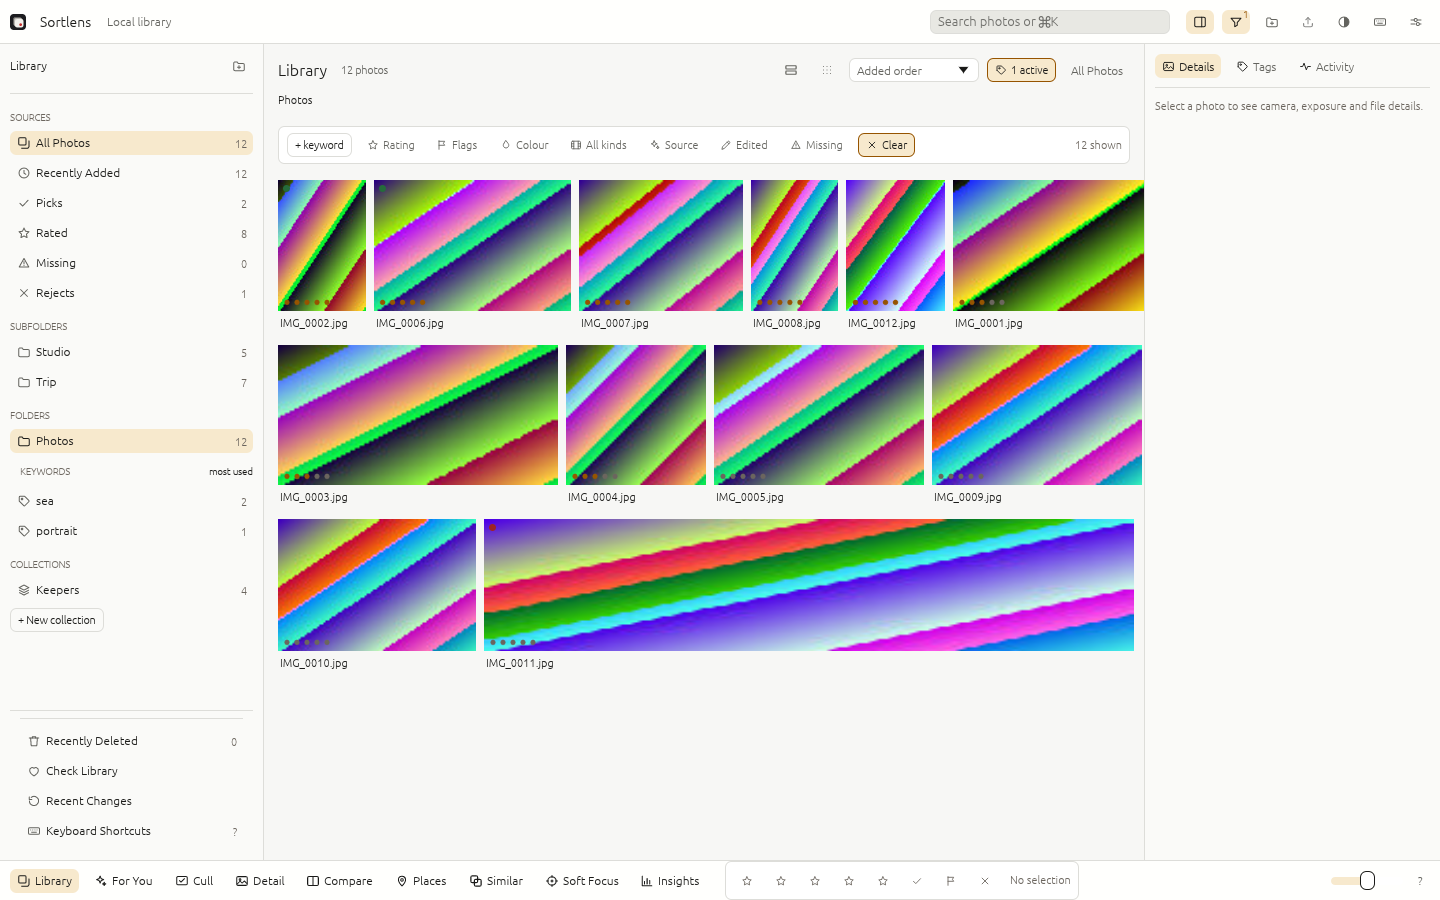 Sortlens Local library Search photos or ⌘K 1
Library
SOURCES
All Photos 12
Recently Added 12
Picks 2
Rated 8
Missing 0
Rejects 1
SUBFOLDERS
Studio 5
Trip 7
FOLDERS
Photos 12
KEYWORDS most used
sea 2
portrait 1
COLLECTIONS
Keepers 4
+ New collection
Recently Deleted 0
Check Library
Recent Changes
Keyboard Shortcuts ?
Library 12 photos Added order 1 active All Photos
Photos
+ keyword Rating Flags Colour All kinds Source Edited Missing Clear 12 shown
IMG_0002.jpg IMG_0006.jpg IMG_0007.jpg IMG_0008.jpg IMG_0012.jpg IMG_0001.jpg
IMG_0003.jpg IMG_0004.jpg IMG_0005.jpg IMG_0009.jpg
IMG_0010.jpg IMG_0011.jpg
Details Tags Activity
Select a photo to see camera, exposure and file details.
Library For You Cull Detail Compare Places Similar Soft Focus Insights No selection ?